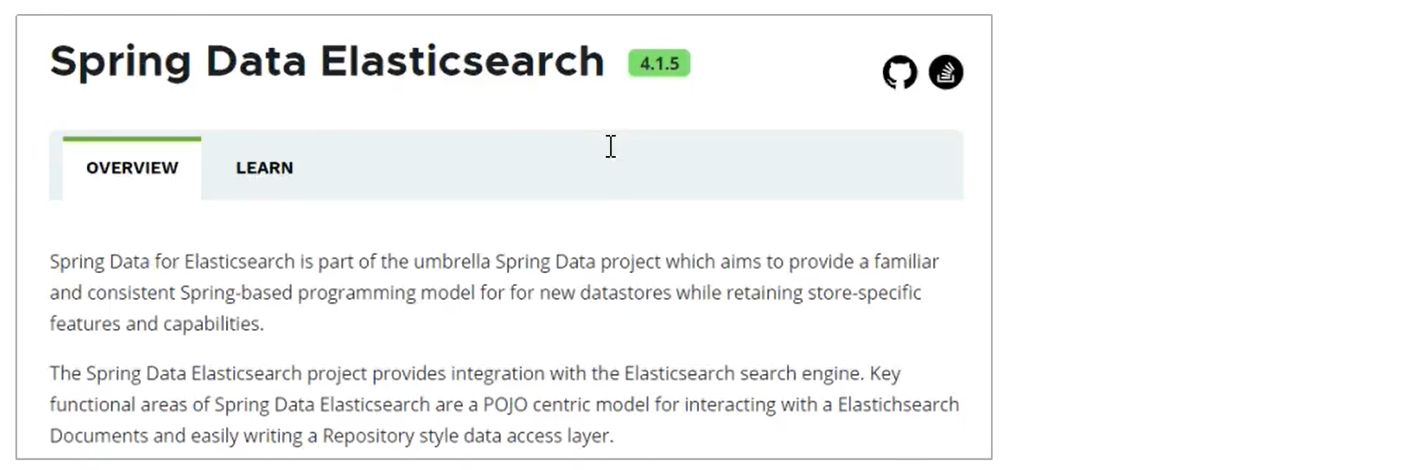 Spring Data Elasticsearch 4.1.5
OVERVIEW LEARN
Spring Data for Elasticsearch is part of the umbrella Spring Data project which aims to provide a familiar
and consistent Spring-based programming model for for new datastores while retaining store-specific
features and capabilities.
The Spring Data Elasticsearch project provides integration with the Elasticsearch search engine. Key
functional areas of Spring Data Elasticsearch are a POJO centric model for interacting with a Elastichsearch
Documents and easily writing a Repository style data access layer.